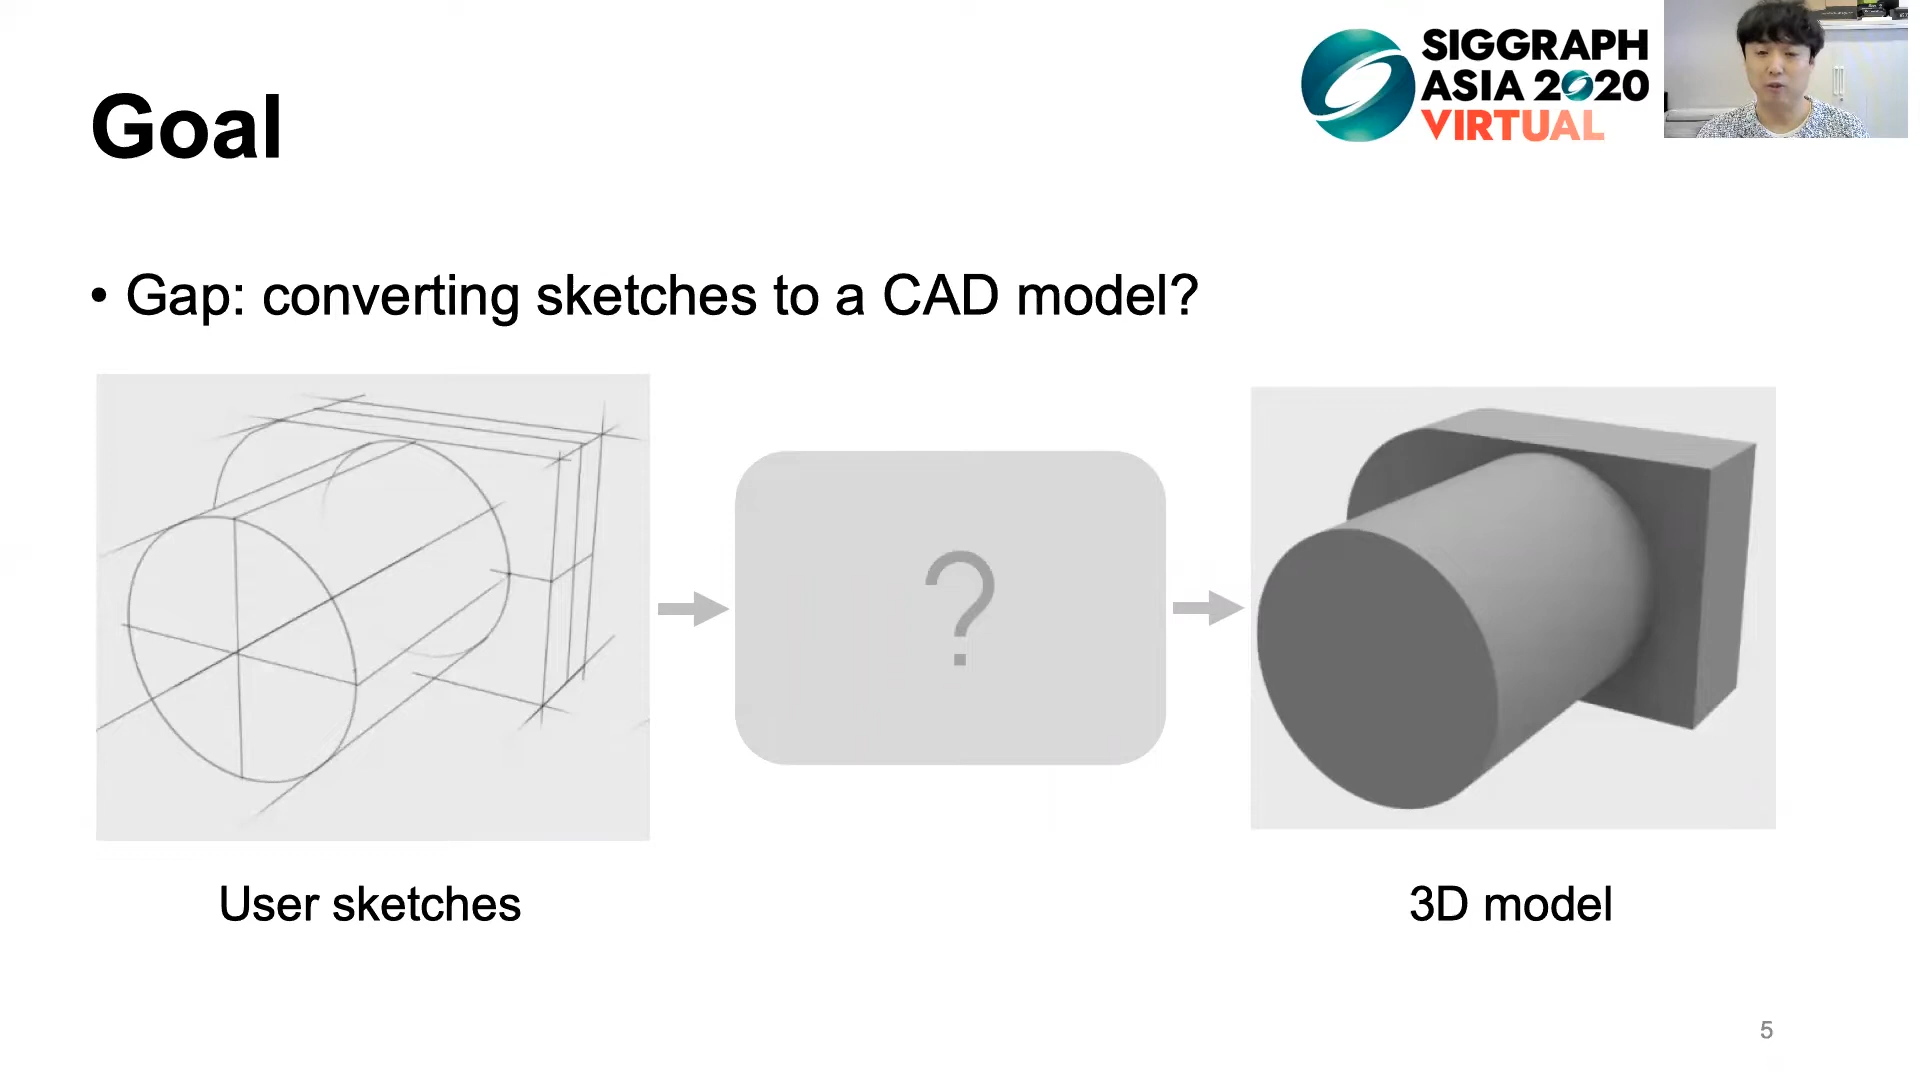 SIGGRAPH
ASIA 2020
VIRTUAL
Goal
• Gap: converting sketches to a CAD model?
?
User sketches
3D model
5